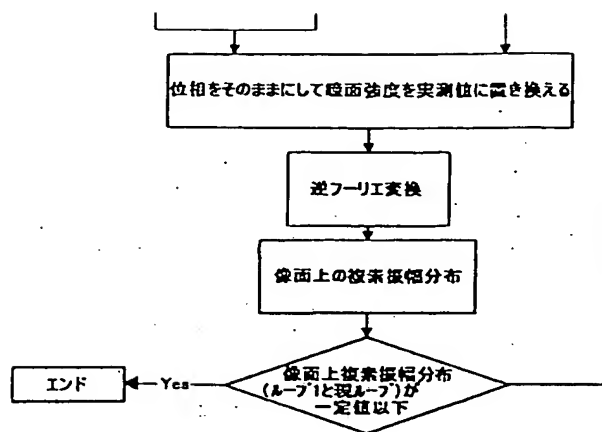 位相をそのままにして瞳面強度を実測値に置き換える
逆フーリエ変換
像面上の複素振幅分布
像面上複素振幅分布
(ループ1と現ループ)が
一定値以下
Yes
エンド